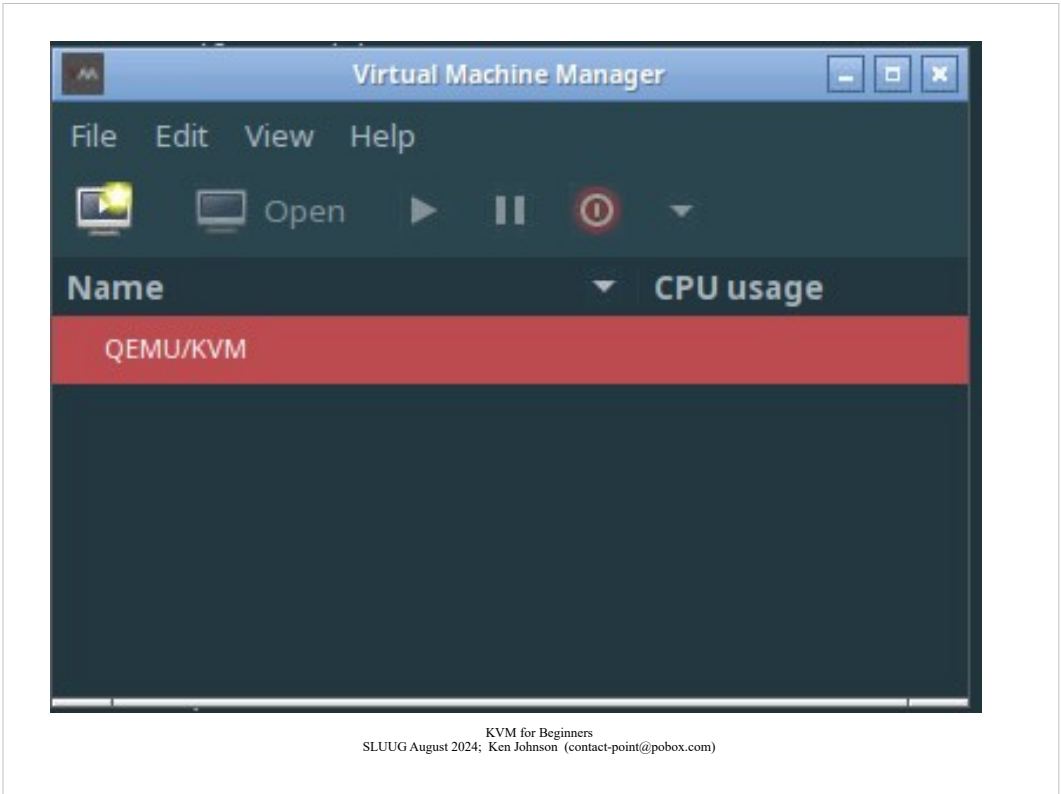 Virtual Machine Manager
File Edit View Help
Open
Name CPU usage
QEMU/KVM
KVM for Beginners
SLUUG August 2024; Ken Johnson (contact-point@pobox.com)